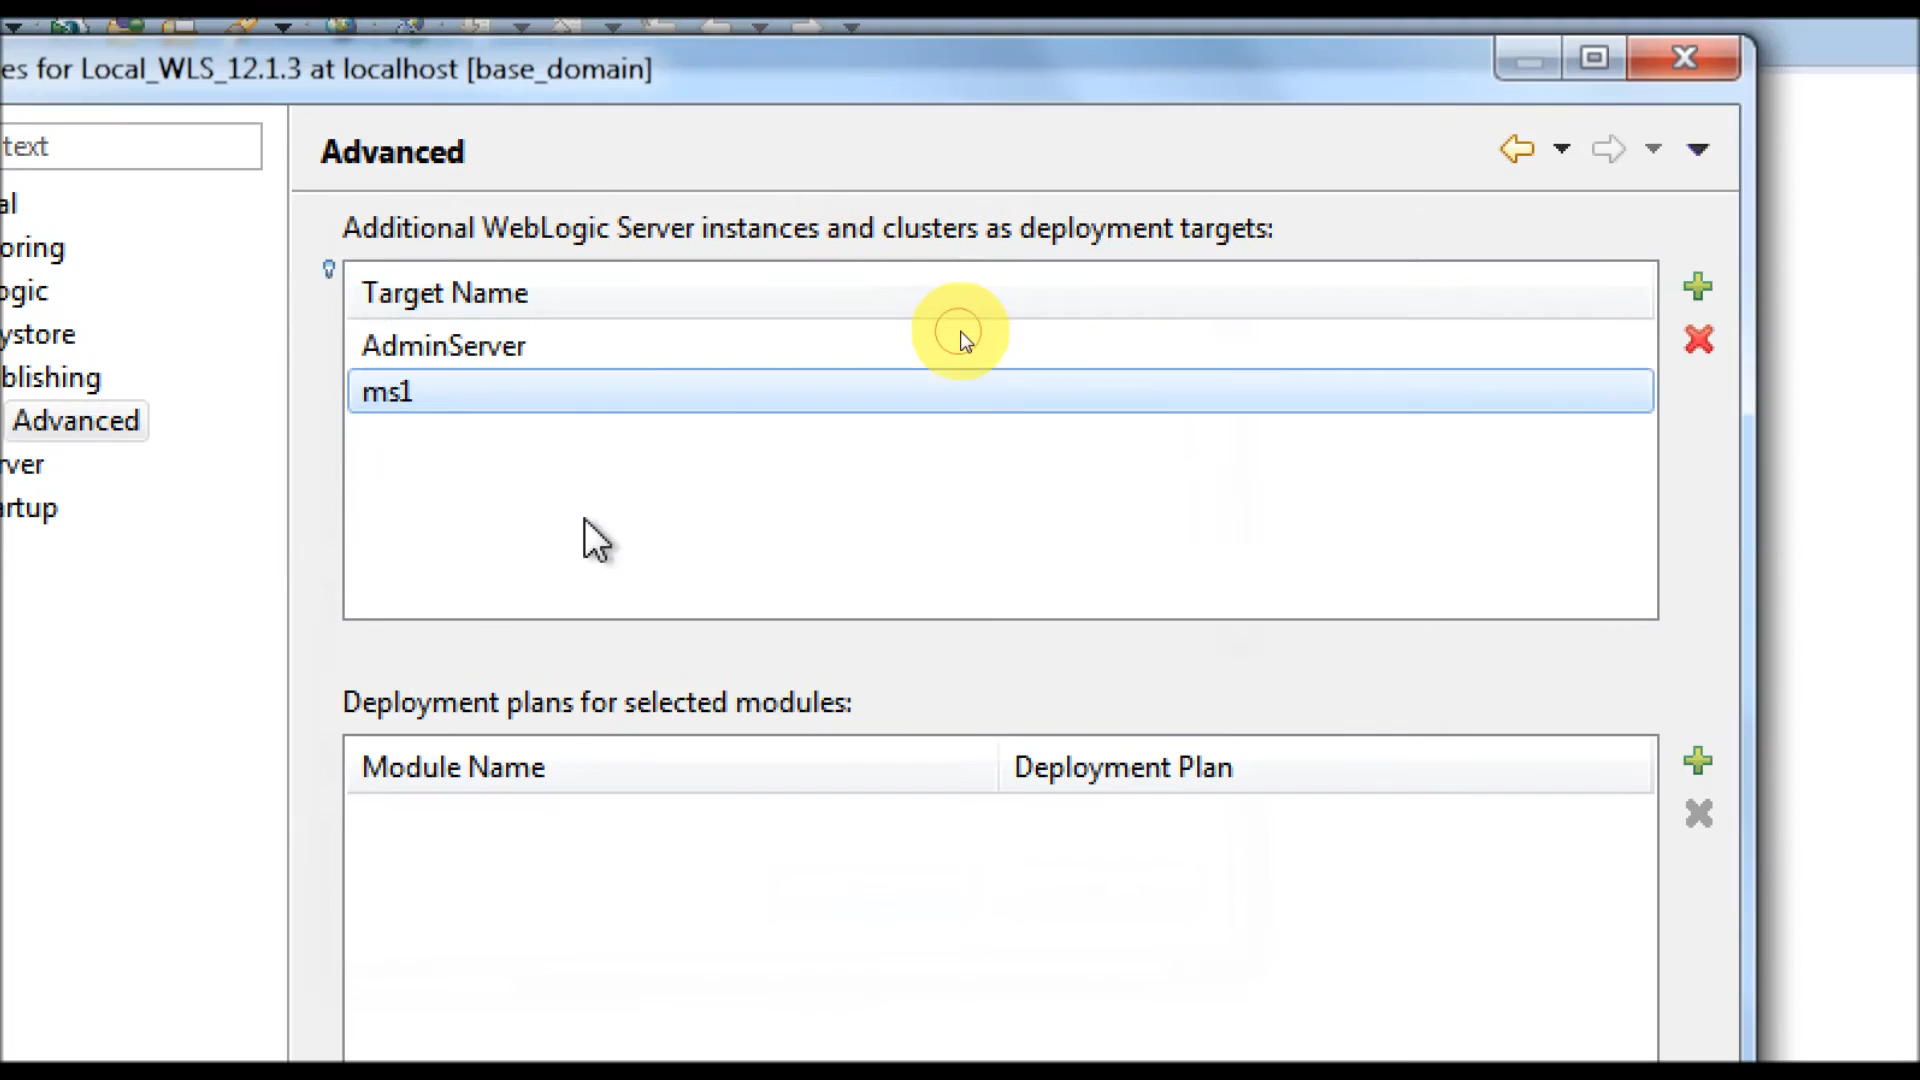 es for Local_WLS_12.1.3 at localhost [base_domain]
text
al
oring
ogic
ystore
blishing
Advanced
rver
artup
Advanced
Additional WebLogic Server instances and clusters as deployment targets:
Target Name
AdminServer
ms1
Deployment plans for selected modules:
Module Name Deployment Plan